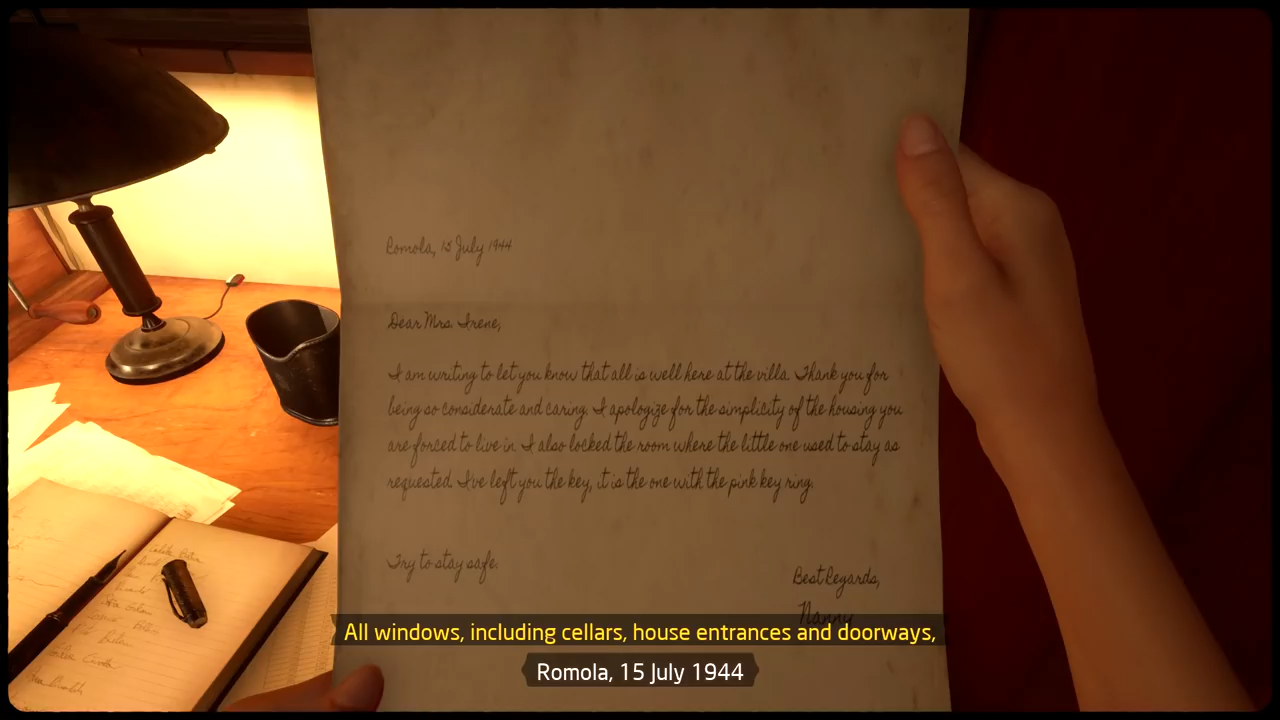 Romola, 15 July 1944
Dear Mrs. Irene,
I am writing to let you know that all is well here at the villa. Thank you for
being so considerate and caring. I apologize for the simplicity of the housing you
are forced to live in. I also locked the room where the little one used to stay as
requested. I've left you the key, it is the one with the pink key ring.
Try to stay safe.
Best Regards,
Nanny
All windows, including cellars, house entrances and doorways,
Romola, 15 July 1944